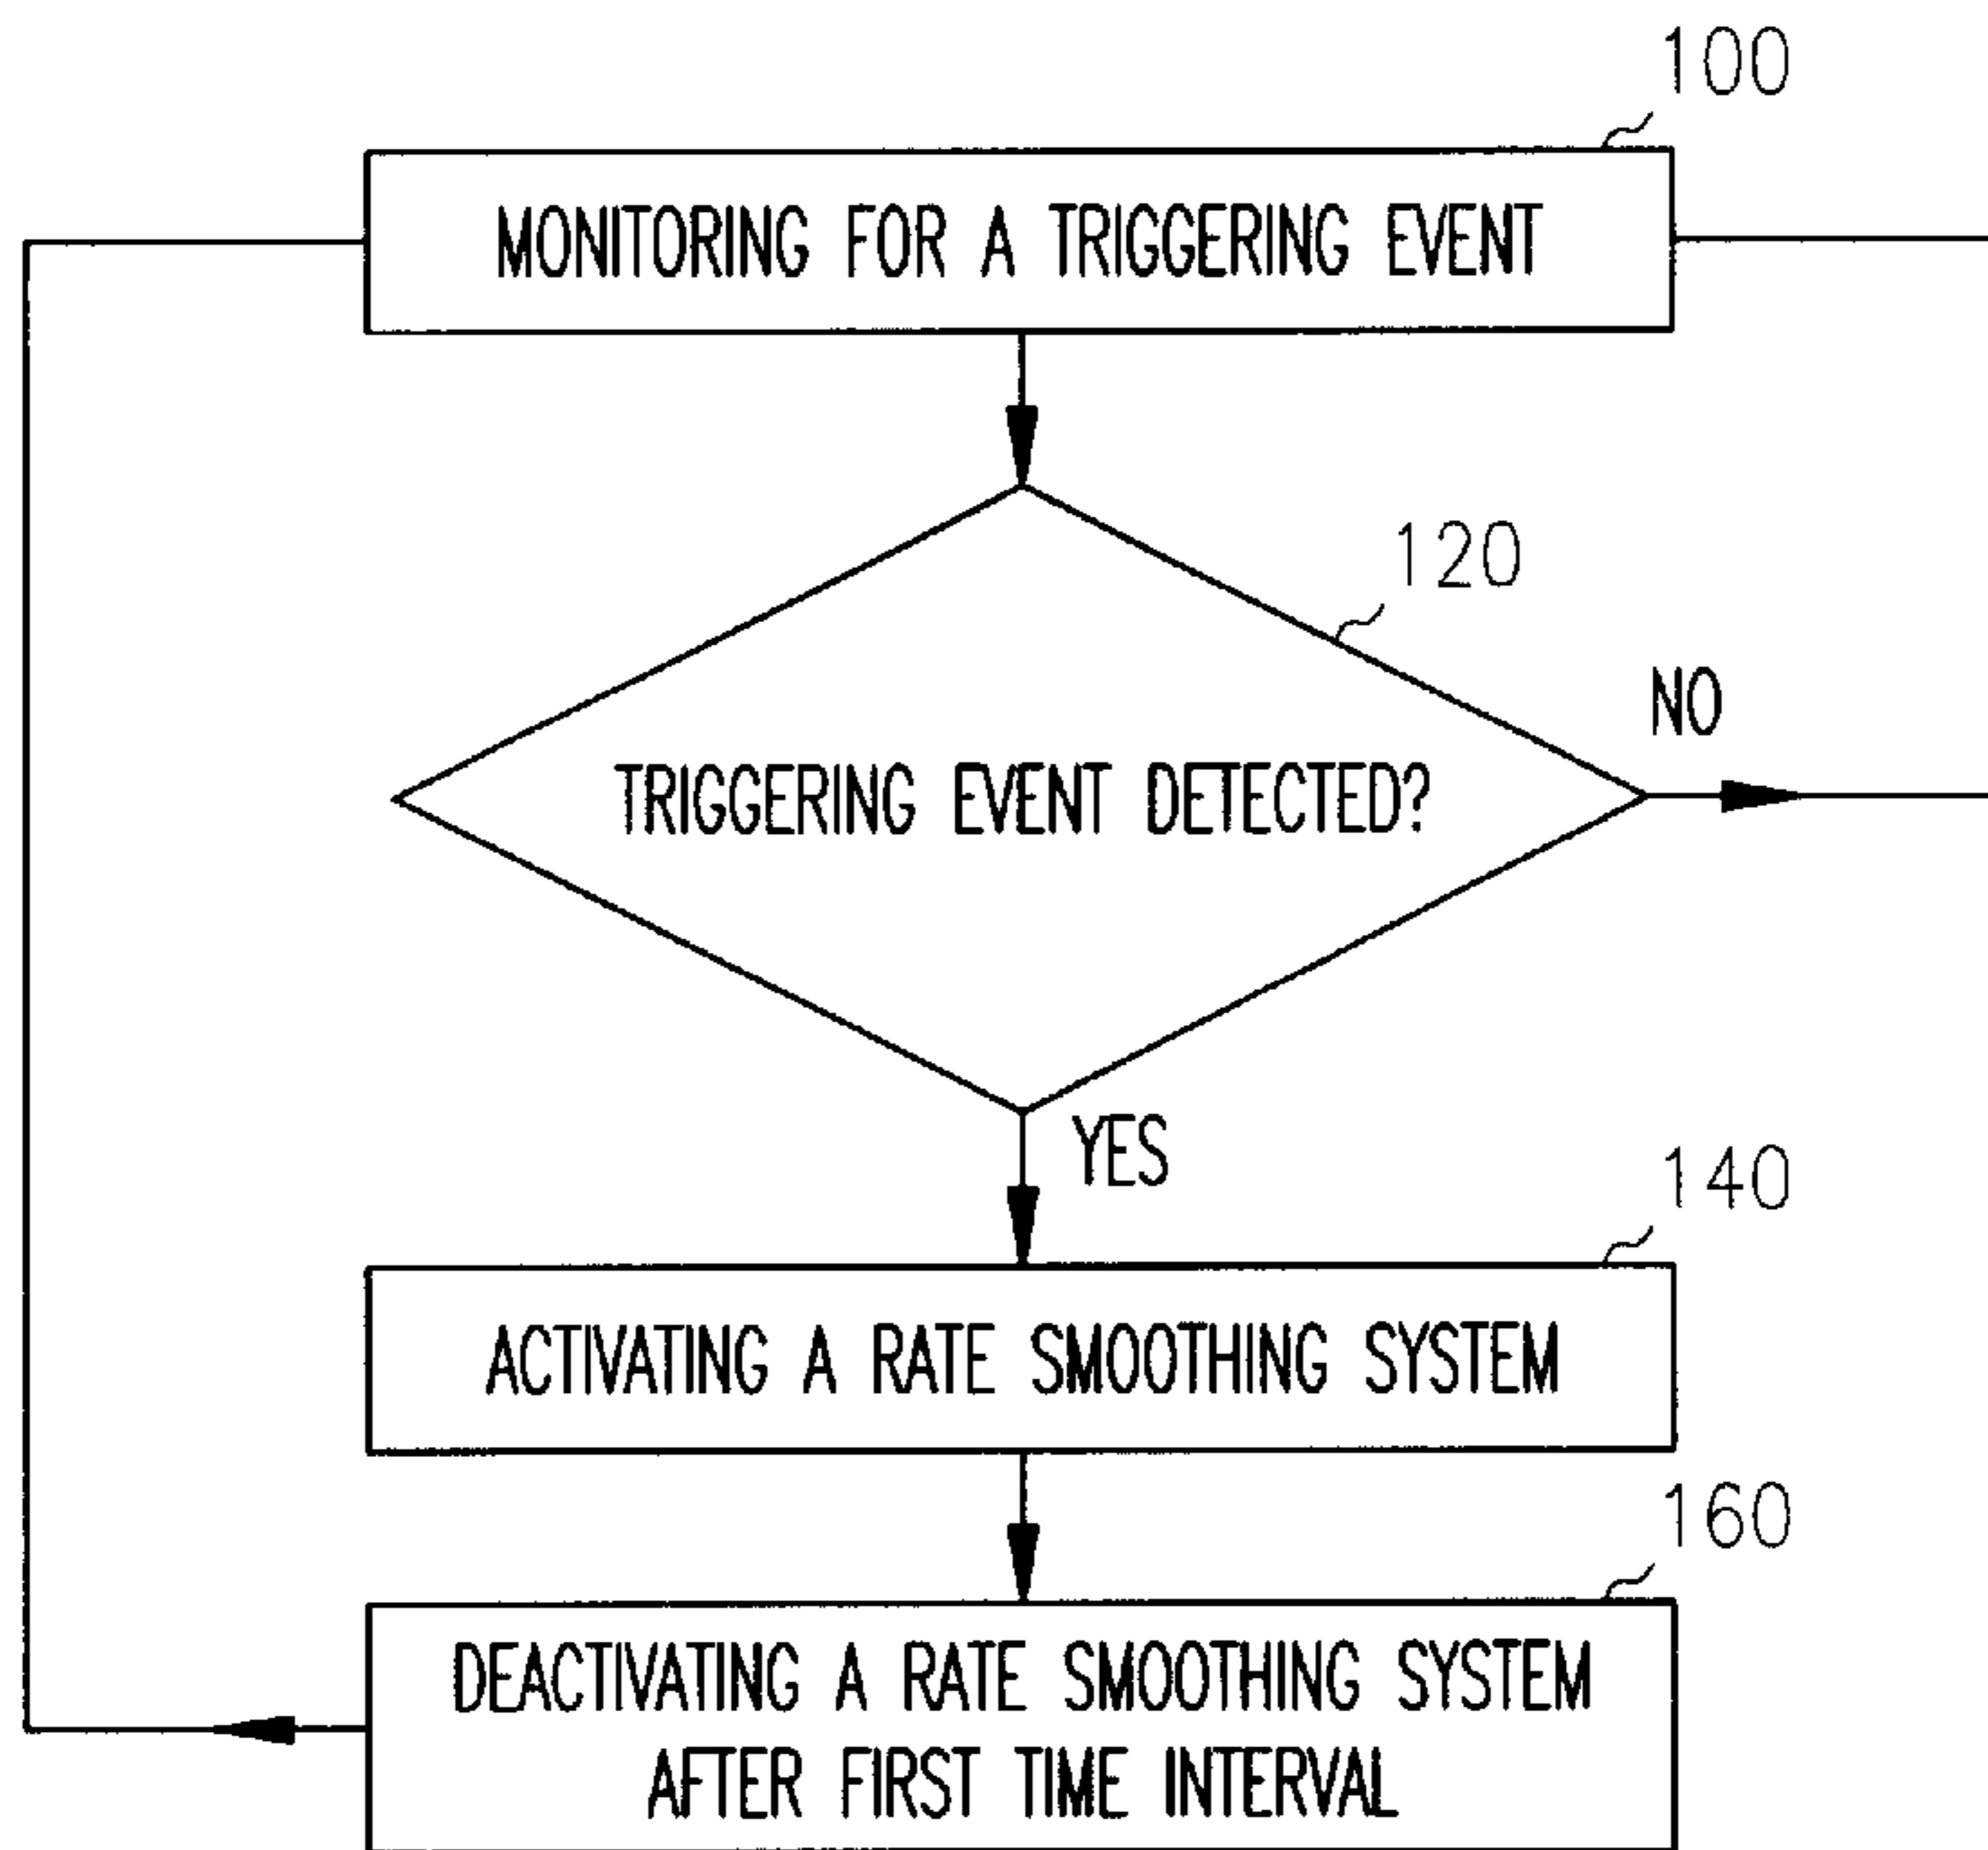 100
MONITORING FOR A TRIGGERING EVENT
120
NO
TRIGGERING EVENT DETECTED?
YES
140
ACTIVATING A RATE SMOOTHING SYSTEM
160
DEACTIVATING A RATE SMOOTHING SYSTEM
AFTER FIRST TIME INTERVAL